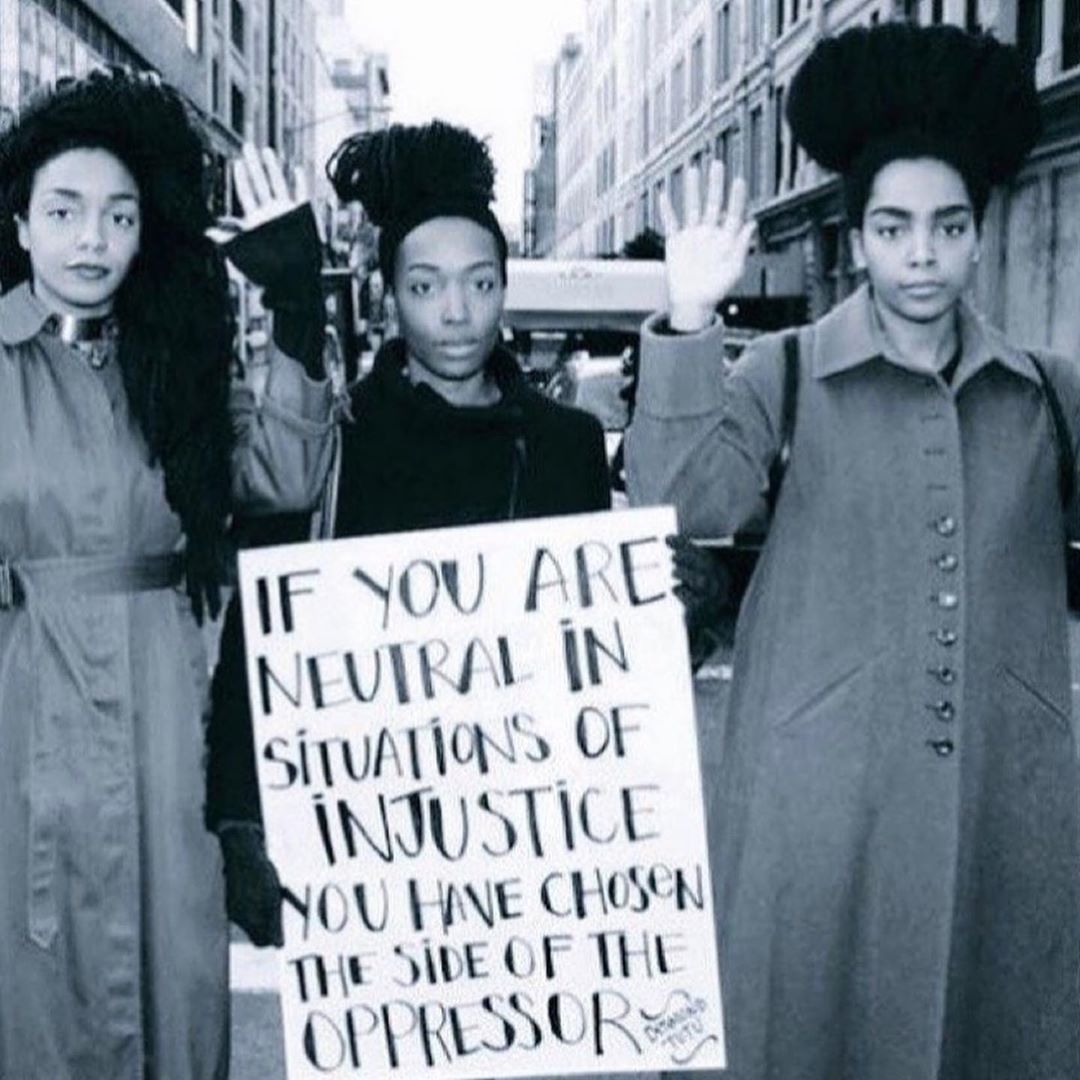 IF YOU ARE
NEUTRAL IN
SITUATIONS OF
INJUSTICE
YOU HAVE CHOSEN
THE SIDE OF THE
OPPRESSOR
DESMOND
TUTU